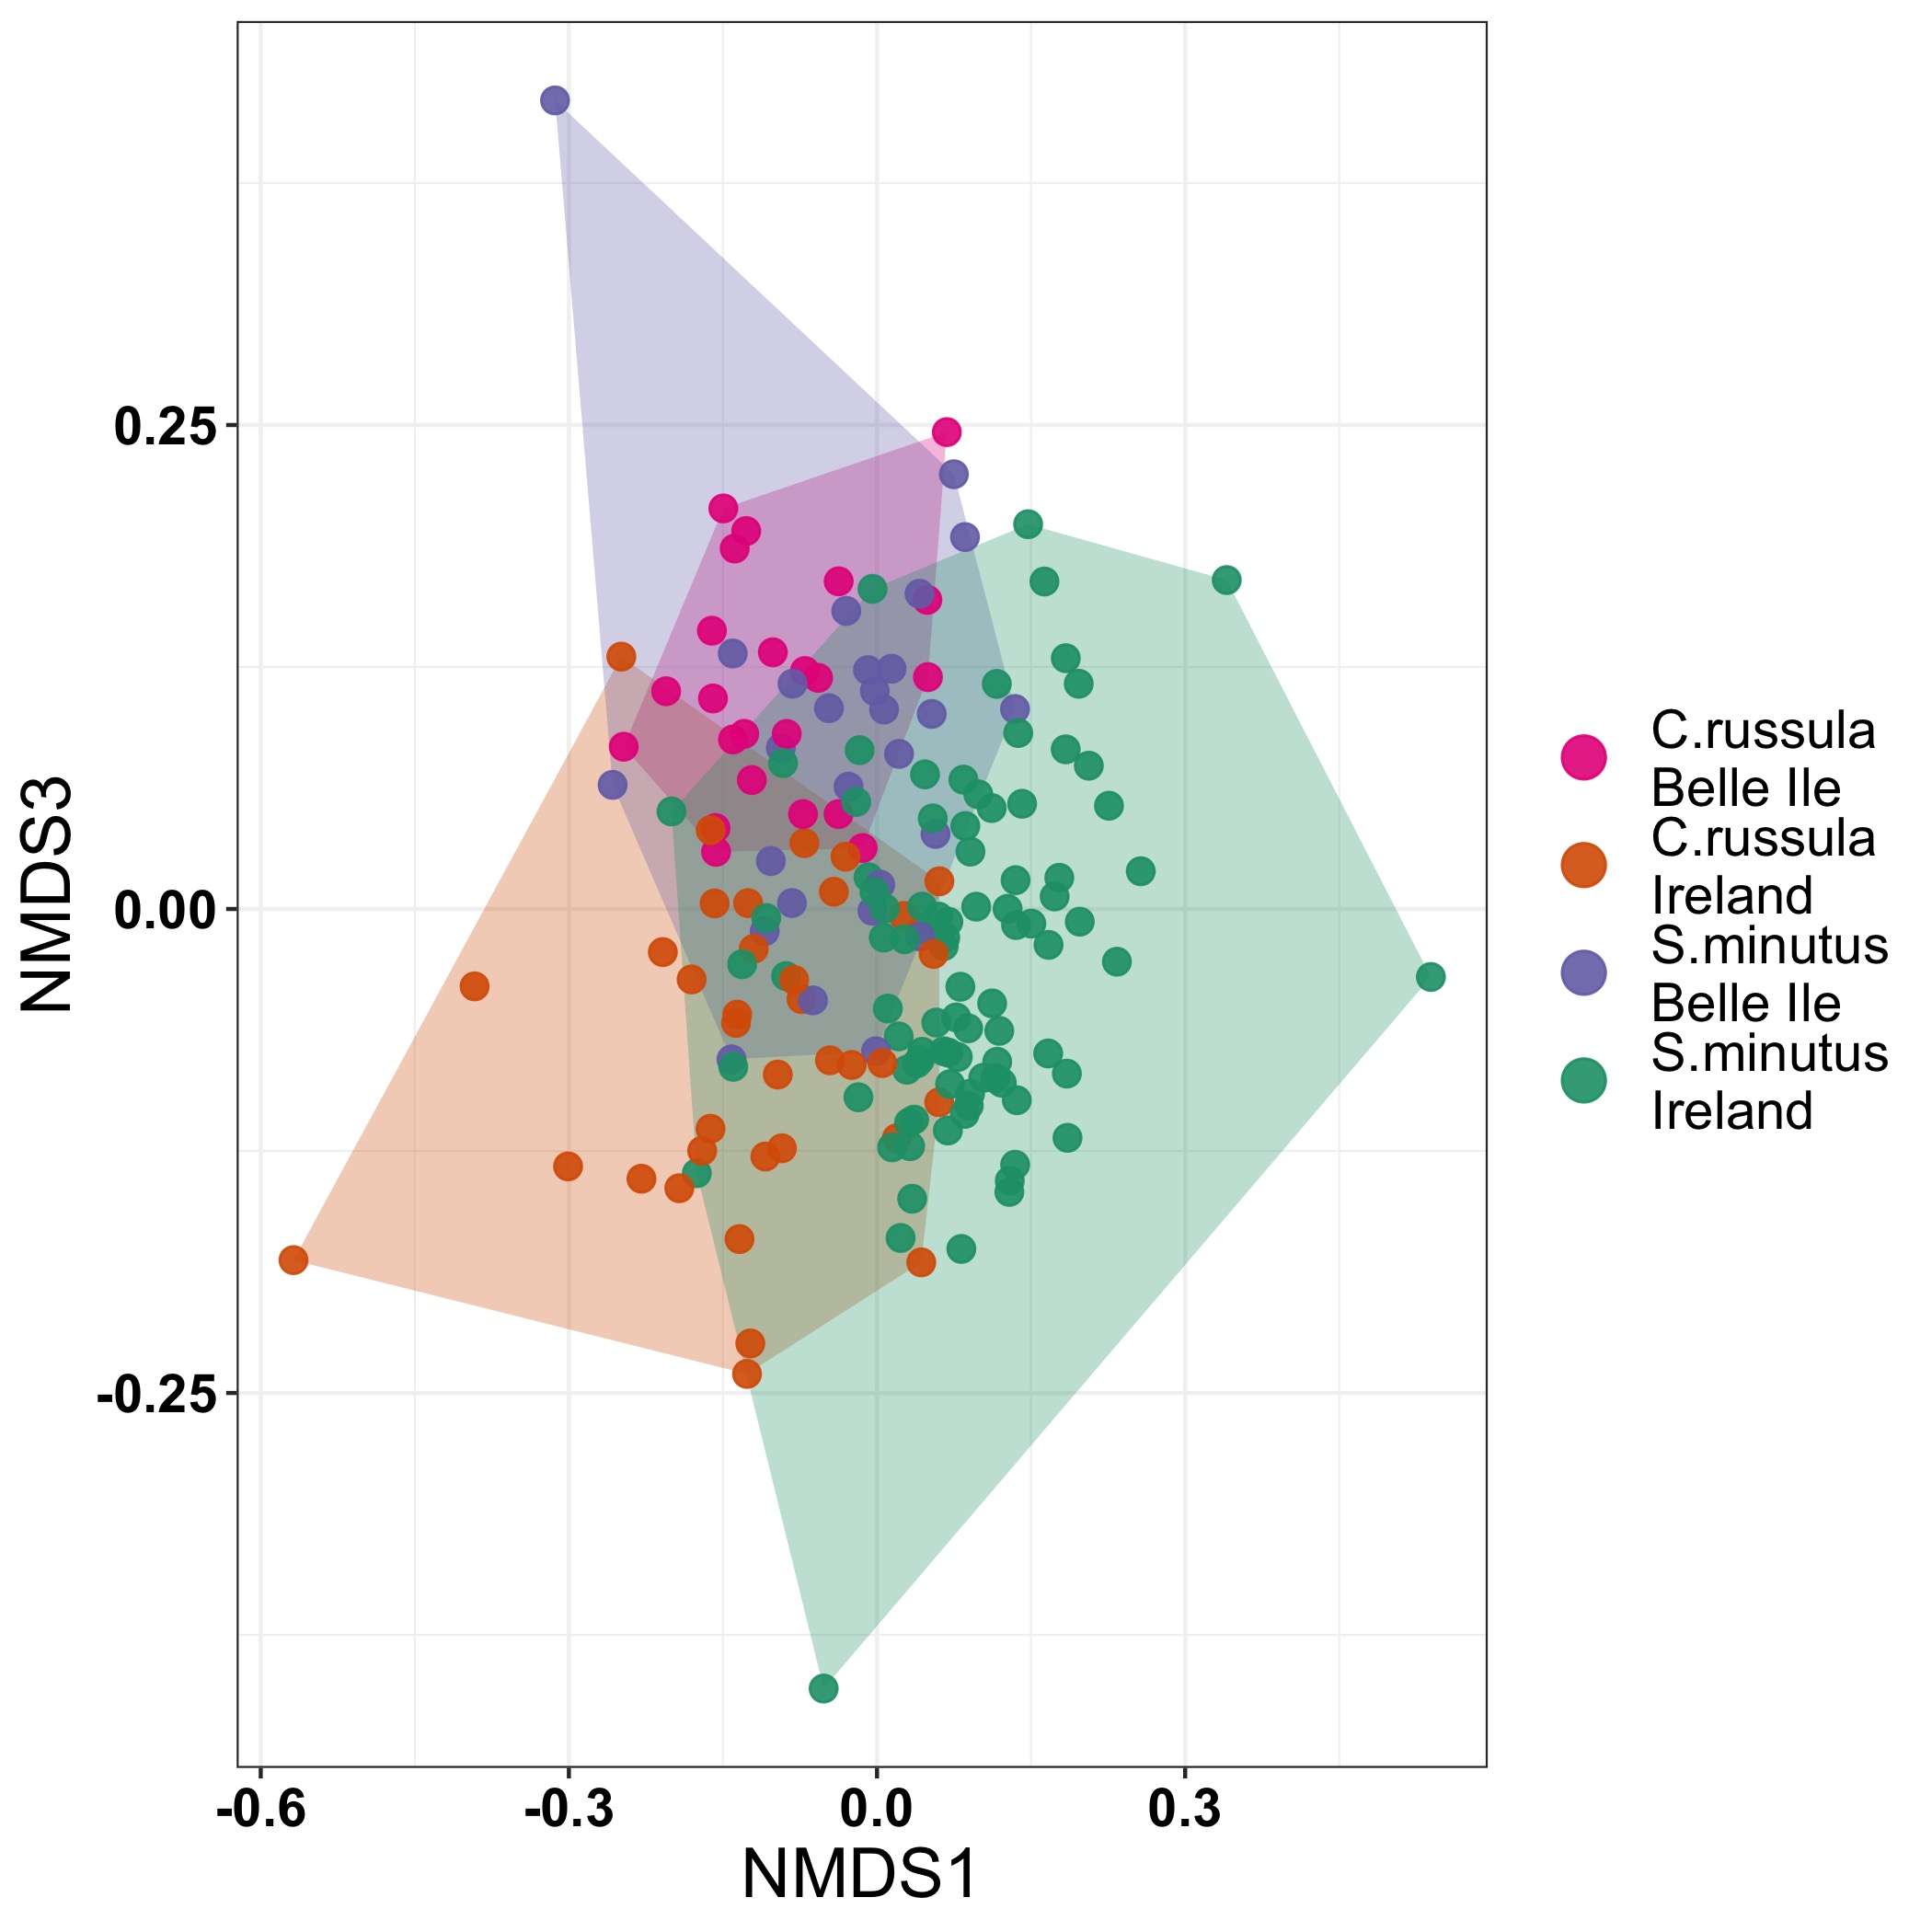 NMDS3
0.25
0.00
-0.25
-0.6
-0.3
0.0
0.3
NMDS1
C.russula
Belle Ile
C.russula
Ireland
S.minutus
Belle Ile
S.minutus
Ireland